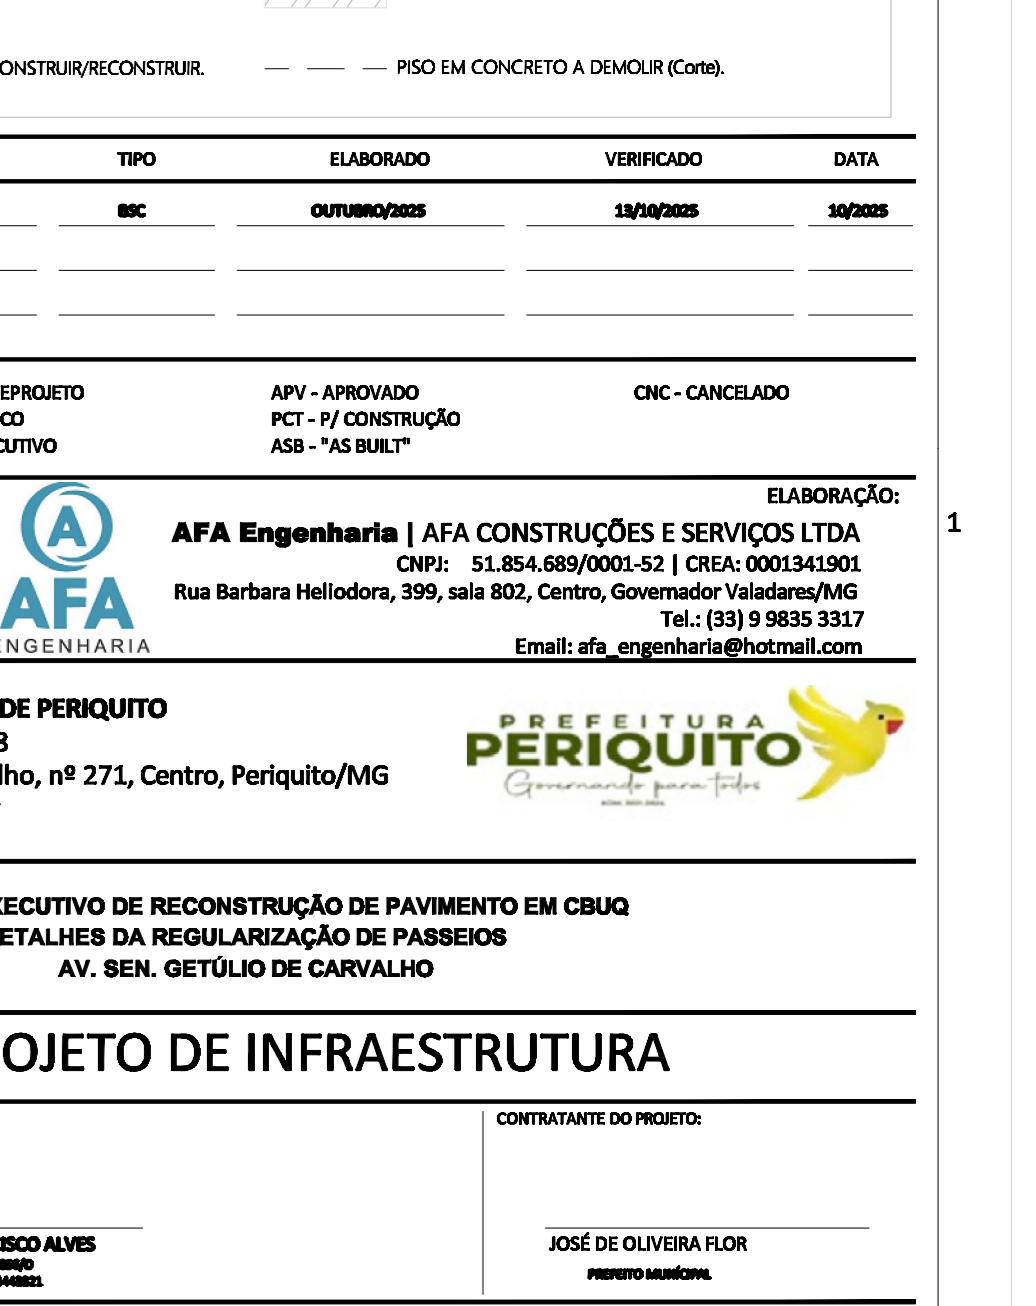 ONSTRUIR/RECONSTRUIR. PISO EM CONCRETO A DEMOLIR (Corte).
TIPO ELABORADO VERIFICADO DATA
BSC OUTUBRO/2025 13/10/2025 10/2025
EPROJETO APV - APROVADO CNC - CANCELADO
CO PCT - P/ CONSTRUÇÃO
CUTIVO ASB - "AS BUILT"
ELABORAÇÃO:
1
A
AFA
ENGENHARIA
AFA Engenharia | AFA CONSTRUÇÕES E SERVIÇOS LTDA
CNPJ: 51.854.689/0001-52 | CREA: 0001341901
Rua Barbara Heliodora, 399, sala 802, Centro, Governador Valadares/MG
Tel.: (33) 9 9835 3317
Email: afa_engenharia@hotmail.com
DE PERIQUITO
8
lho, nº 271, Centro, Periquito/MG
PREFEITURA
PERIQUITO
Governando para todos
XECUTIVO DE RECONSTRUÇÃO DE PAVIMENTO EM CBUQ
ETALHES DA REGULARIZAÇÃO DE PASSEIOS
AV. SEN. GETÚLIO DE CARVALHO
OJETO DE INFRAESTRUTURA
CONTRATANTE DO PROJETO:
ISCO ALVES
JOSÉ DE OLIVEIRA FLOR
PREFEITO MUNÍCIPAL